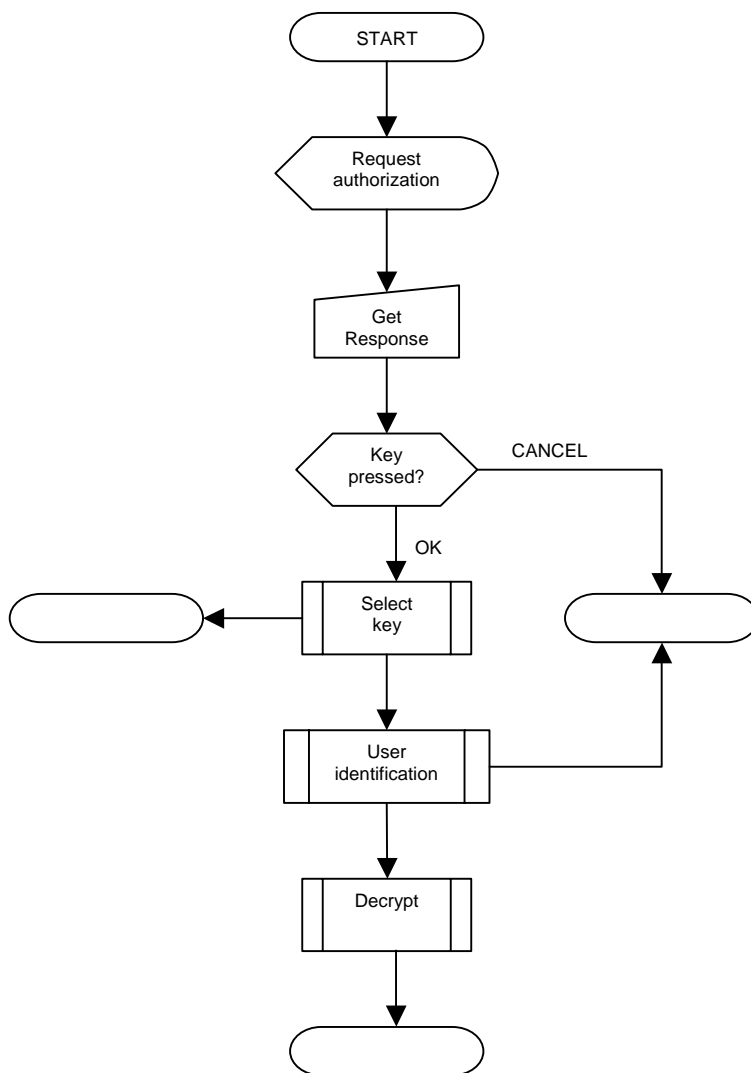 START
Request
authorization
Get
Response
Key
pressed?
CANCEL
OK
Select
key
User
identification
Decrypt